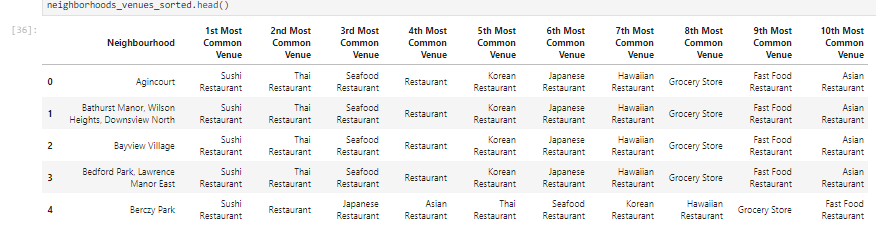 neighborhoods_venues_sorted.head()
[36]:
Neighbourhood 1st Most Common Venue 2nd Most Common Venue 3rd Most Common Venue 4th Most Common Venue 5th Most Common Venue 6th Most Common Venue 7th Most Common Venue 8th Most Common Venue 9th Most Common Venue 10th Most Common Venue
0 Agincourt Sushi Restaurant Thai Restaurant Seafood Restaurant Restaurant Korean Restaurant Japanese Restaurant Hawaiian Restaurant Grocery Store Fast Food Restaurant Asian Restaurant
1 Bathurst Manor, Wilson Heights, Downsview North Sushi Restaurant Thai Restaurant Seafood Restaurant Restaurant Korean Restaurant Japanese Restaurant Hawaiian Restaurant Grocery Store Fast Food Restaurant Asian Restaurant
2 Bayview Village Sushi Restaurant Thai Restaurant Seafood Restaurant Restaurant Korean Restaurant Japanese Restaurant Hawaiian Restaurant Grocery Store Fast Food Restaurant Asian Restaurant
3 Bedford Park, Lawrence Manor East Sushi Restaurant Thai Restaurant Seafood Restaurant Restaurant Korean Restaurant Japanese Restaurant Hawaiian Restaurant Grocery Store Fast Food Restaurant Asian Restaurant
4 Berczy Park Sushi Restaurant Restaurant Japanese Restaurant Asian Restaurant Thai Restaurant Seafood Restaurant Korean Restaurant Hawaiian Restaurant Grocery Store Fast Food Restaurant